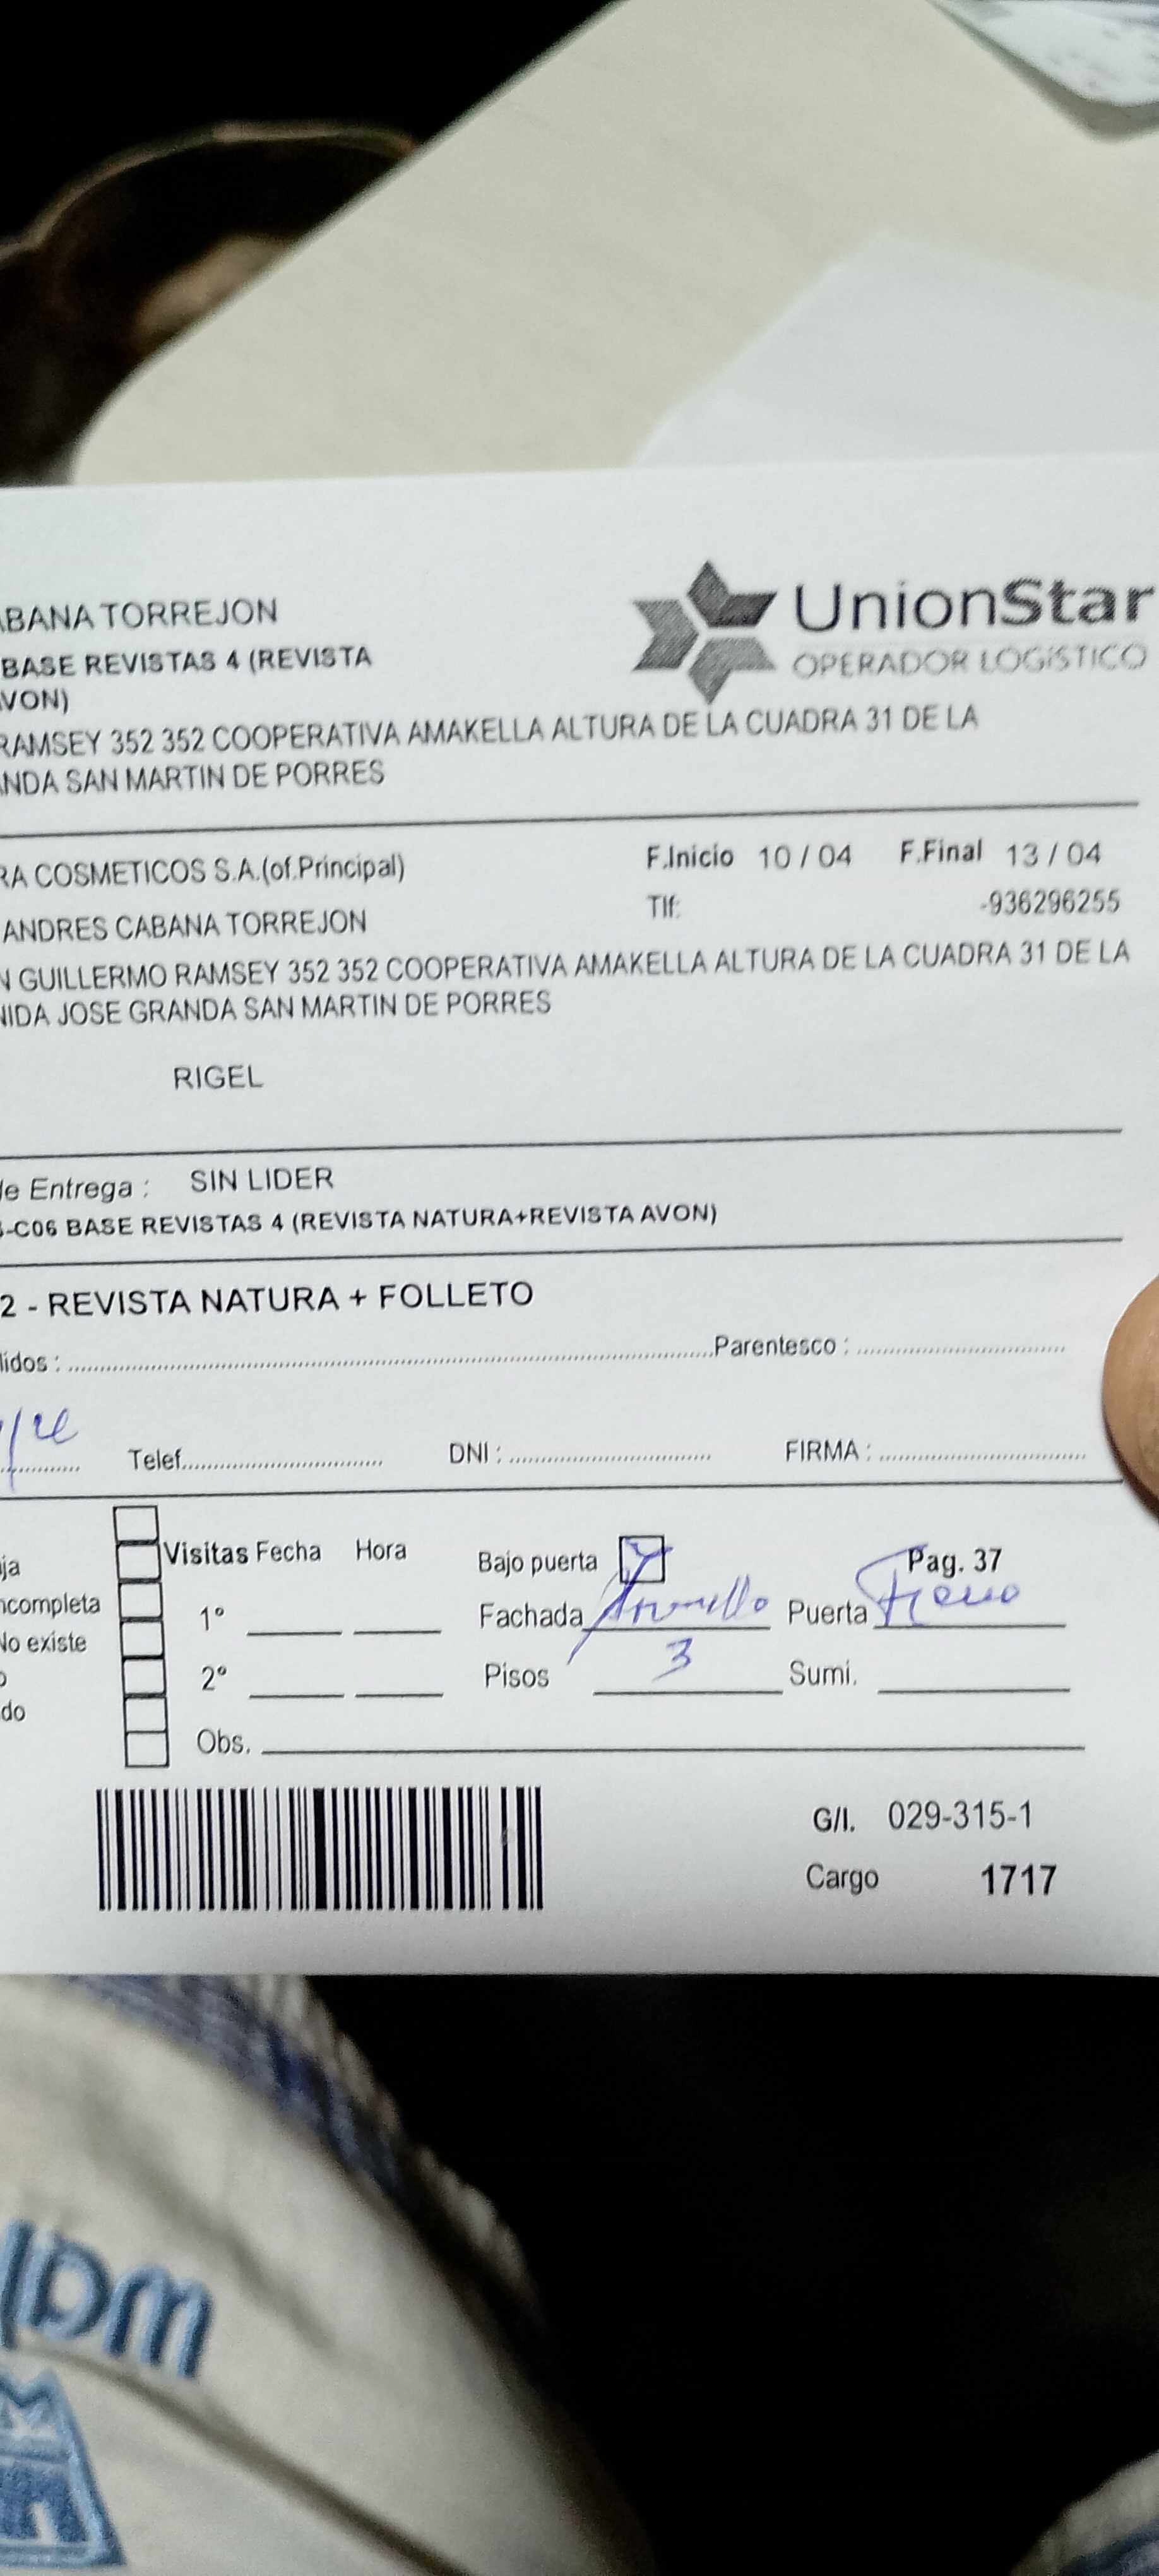 ABANA TORREJON
UnionStar
OPERADOR LOGÍSTICO
BASE REVISTAS 4 (REVISTA
AVON)
RAMSEY 352 352 COOPERATIVA AMAKELLA ALTURA DE LA CUADRA 31 DE LA
ANDA SAN MARTIN DE PORRES
RA COSMETICOS S.A.(of.Principal)
F.Inicio 10 / 04 F.Final 13 / 04
ANDRES CABANA TORREJON
Tlf: -936296255
N GUILLERMO RAMSEY 352 352 COOPERATIVA AMAKELLA ALTURA DE LA CUADRA 31 DE LA
NIDA JOSE GRANDA SAN MARTIN DE PORRES
RIGEL
de Entrega : SIN LIDER
-C06 BASE REVISTAS 4 (REVISTA NATURA+REVISTA AVON)
2 - REVISTA NATURA + FOLLETO
lidos : Parentesco :
Telef. DNI : FIRMA :
ja Visitas Fecha Hora Bajo puerta Pag. 37
ncompleta 1° Fachada Puerta Fierro
No existe
o 2° Pisos 3 Sumi.
do
Obs.
G/I. 029-315-1
Cargo 1717